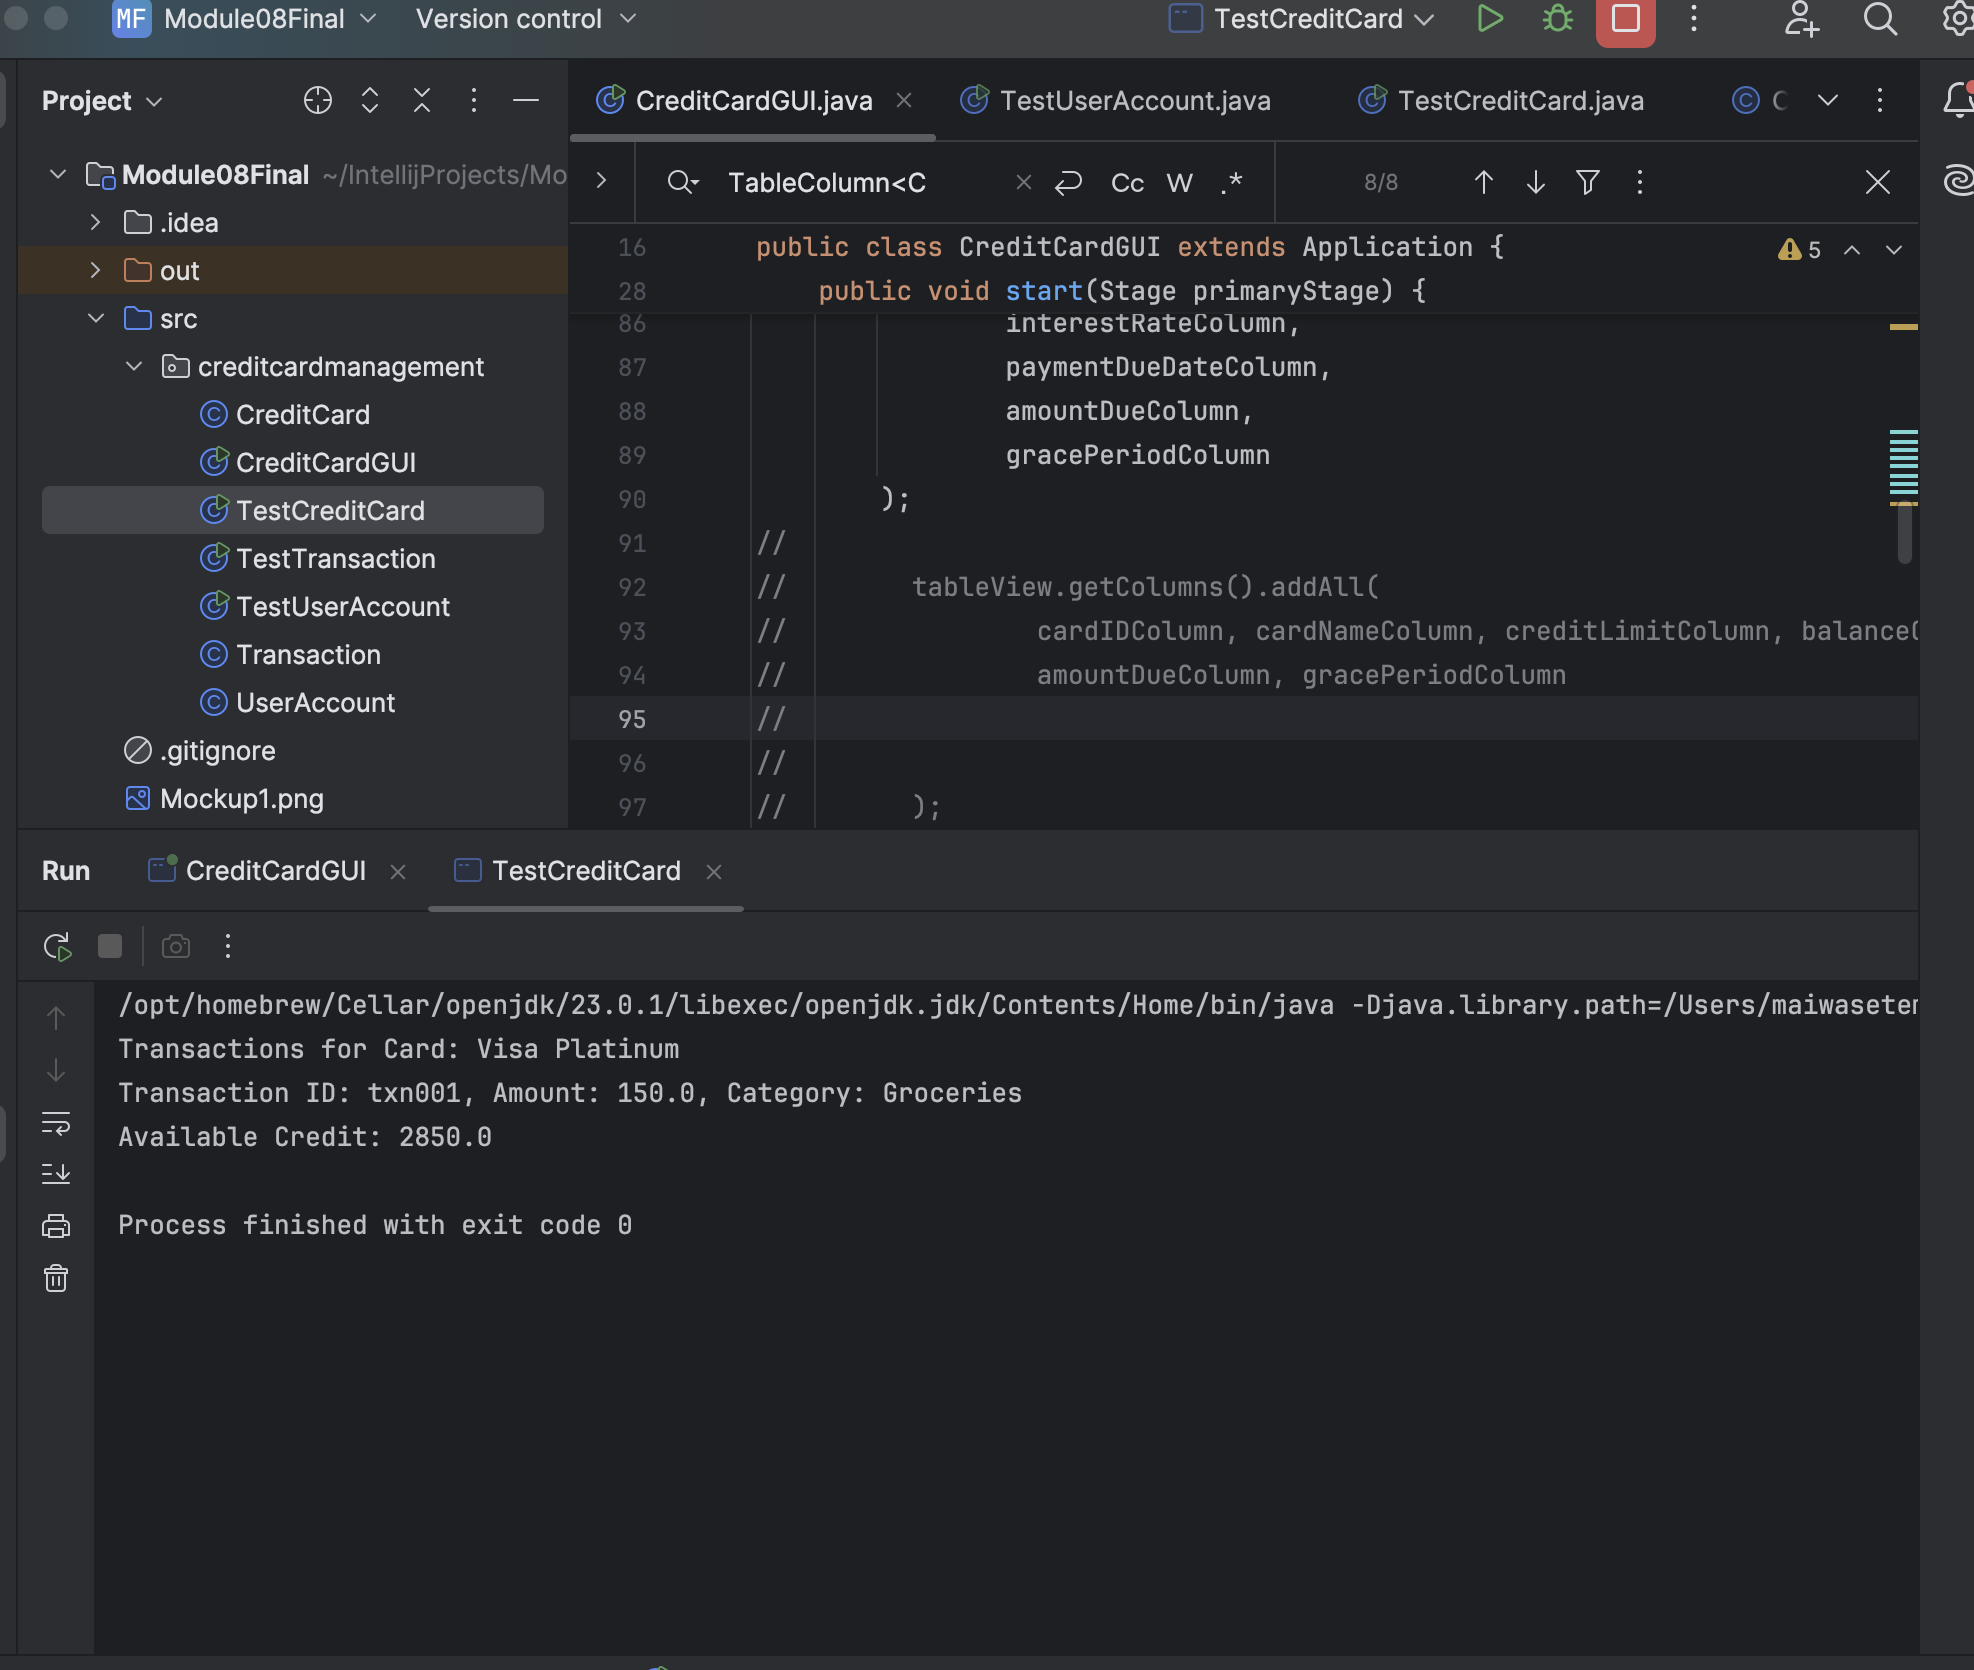 MF Module08Final Version control TestCreditCard
Project
CreditCardGUI.java TestUserAccount.java TestCreditCard.java
Module08Final ~/IntellijProjects/Mo
.idea
out
src
creditcardmanagement
CreditCard
CreditCardGUI
TestCreditCard
TestTransaction
TestUserAccount
Transaction
UserAccount
.gitignore
Mockup1.png
TableColumn<C Cc W .* 8/8
16 public class CreditCardGUI extends Application { 5
28 public void start(Stage primaryStage) {
86 interestRateColumn,
87 paymentDueDateColumn,
88 amountDueColumn,
89 gracePeriodColumn
90 );
91 //
92 // tableView.getColumns().addAll(
93 // cardIDColumn, cardNameColumn, creditLimitColumn, balance
94 // amountDueColumn, gracePeriodColumn
95 //
96 //
97 // );
Run CreditCardGUI TestCreditCard
/opt/homebrew/Cellar/openjdk/23.0.1/libexec/openjdk.jdk/Contents/Home/bin/java -Djava.library.path=/Users/maiwaseten
Transactions for Card: Visa Platinum
Transaction ID: txn001, Amount: 150.0, Category: Groceries
Available Credit: 2850.0
Process finished with exit code 0